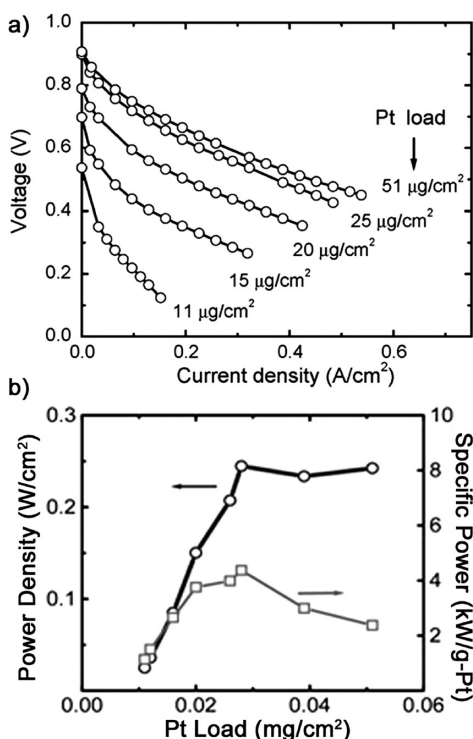 a)
1.0
0.8
0.6
0.4
0.2
0.0
Voltage (V)
Pt load
51 μg/cm²
25 μg/cm²
20 μg/cm²
15 μg/cm²
11 μg/cm²
0.0 0.2 0.4 0.6
Current density (A/cm²)
b)
0.3
0.2
0.1
Power Density (W/cm²)
10
8
6
4
2
Specific Power
(kW/g-Pt)
0.00 0.02 0.04 0.06
Pt Load (mg/cm²)